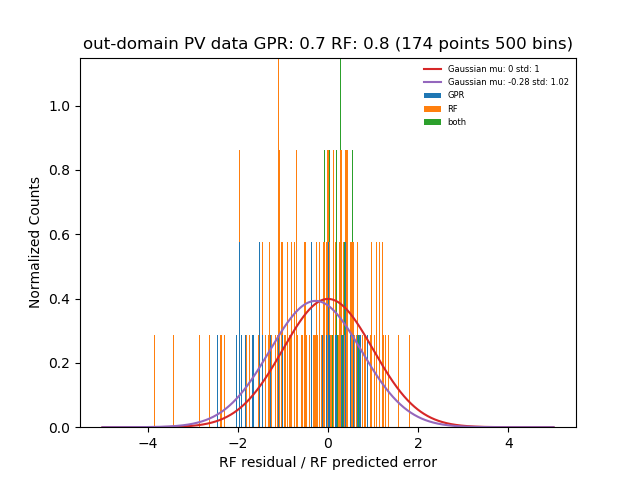 out-domain PV data GPR: 0.7 RF: 0.8 (174 points 500 bins)
Gaussian mu: 0 std: 1
Gaussian mu: -0.28 std: 1.02
GPR
RF
both
Normalized Counts
1.0
0.8
0.6
0.4
0.2
0.0
−4
−2
0
2
4
RF residual / RF predicted error